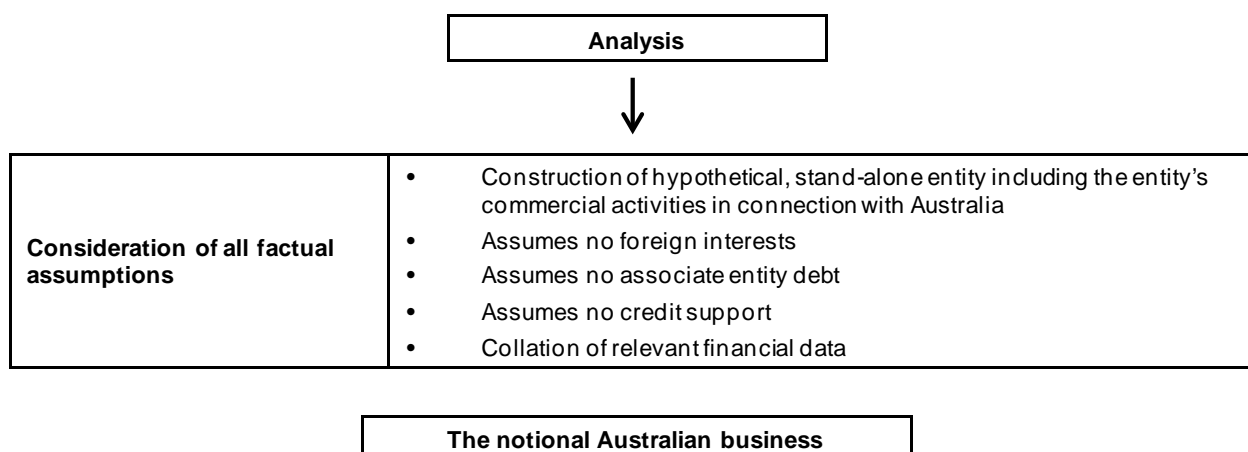 Analysis
Consideration of all factual
assumptions
• Construction of hypothetical, stand-alone entity including the entity's
commercial activities in connection with Australia
• Assumes no foreign interests
• Assumes no associate entity debt
• Assumes no credit support
• Collation of relevant financial data
The notional Australian business